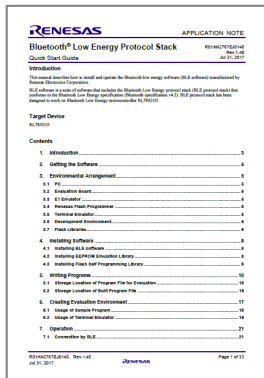 RENESAS
APPLICATION NOTE
Bluetooth® Low Energy Protocol Stack
Quick Start Guide
R01AN2767EJ0140
Rev.1.40
Jul 31, 2017
Introduction
This manual describes how to install and operate the Bluetooth low energy software (BLE software) manufactured by
Renesas Electronics Corporation.
BLE software is a suite of software that includes the Bluetooth Low Energy protocol stack (BLE protocol stack) that
conforms to the Bluetooth Low Energy specification (Bluetooth specification v4.2). BLE protocol stack has been
designed to work on Bluetooth Low Energy microcontroller RL78/G1D.
Target Device
RL78/G1D
Contents
1. Introduction 3
2. Getting the Software 4
3. Environmental Arrangement 5
3.1 PC 5
3.2 Evaluation Board 5
3.3 E1 Emulator 5
3.4 Renesas Flash Programmer 5
3.5 Terminal Emulator 5
3.6 Development Environment 5
3.7 Flash Libraries 5
4. Installing Software 8
4.1 Installing BLE software 8
4.2 Installing EEPROM Emulation Library 8
4.3 Installing Flash Self Programming Library 9
5. Writing Programs 10
5.1 Storage Location of Program File for Evaluation
5.2 Storage Location of Built Program File
6. Creating Evaluation Environment 17
6.1 Usage of Sample Program 18
6.2 Usage of Terminal Emulator
7. Operation 21
7.1 Connection by BLE 21
R01AN2767EJ0140 Rev.1.40
Jul 31, 2017
RENESAS
Page 1 of 33